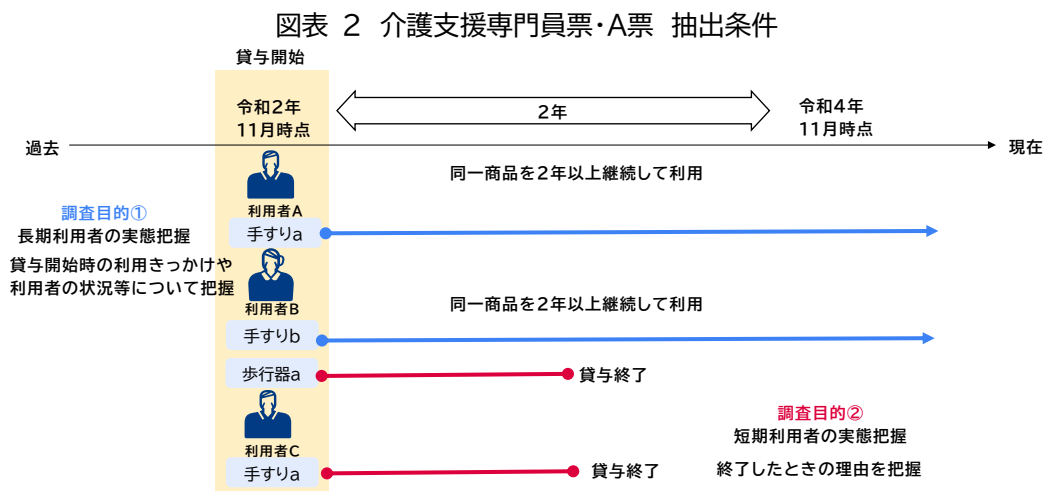 図表 2 介護支援専門員票・A票 抽出条件
貸与開始
令和2年
11月時点
2年
令和4年
11月時点
過去
現在
同一商品を2年以上継続して利用
利用者A
手すりa
調査目的①
長期利用者の実態把握
貸与開始時の利用きっかけや
利用者の状況等について把握
利用者B
同一商品を2年以上継続して利用
手すりb
歩行器a
貸与終了
利用者C
手すりa
貸与終了
調査目的②
短期利用者の実態把握
終了したときの理由を把握